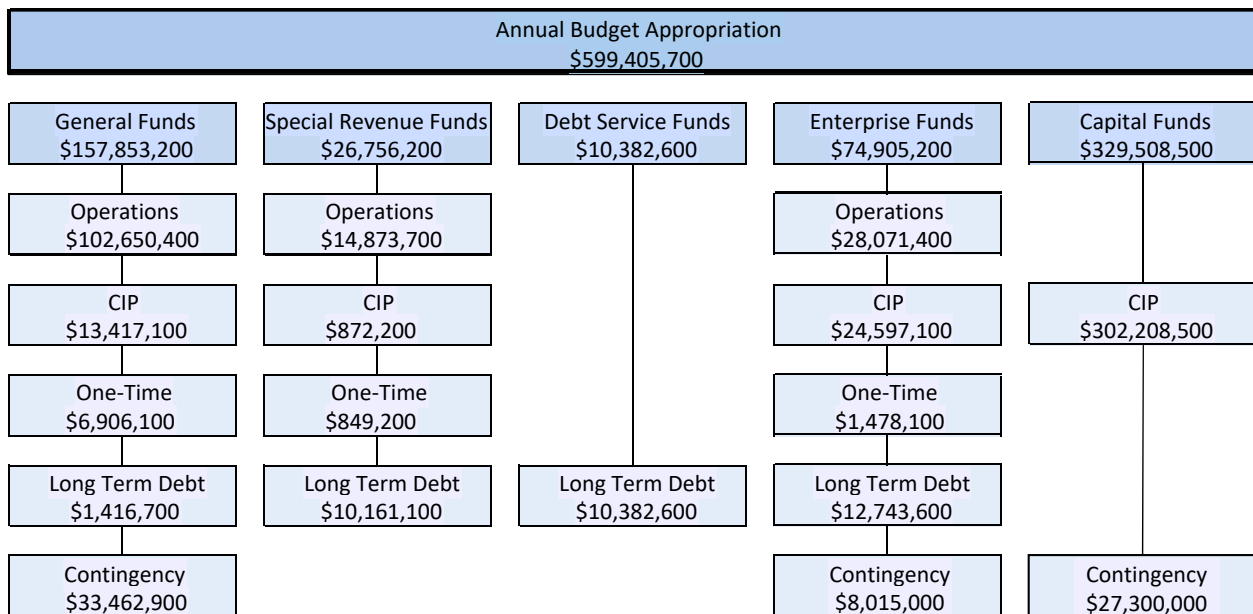 Annual Budget Appropriation
$599,405,700
General Funds
$157,853,200
Special Revenue Funds
$26,756,200
Debt Service Funds
$10,382,600
Enterprise Funds
$74,905,200
Capital Funds
$329,508,500
Operations
$102,650,400
Operations
$14,873,700
Operations
$28,071,400
CIP
$13,417,100
CIP
$872,200
CIP
$24,597,100
CIP
$302,208,500
One-Time
$6,906,100
One-Time
$849,200
One-Time
$1,478,100
Long Term Debt
$1,416,700
Long Term Debt
$10,161,100
Long Term Debt
$10,382,600
Long Term Debt
$12,743,600
Contingency
$33,462,900
Contingency
$8,015,000
Contingency
$27,300,000